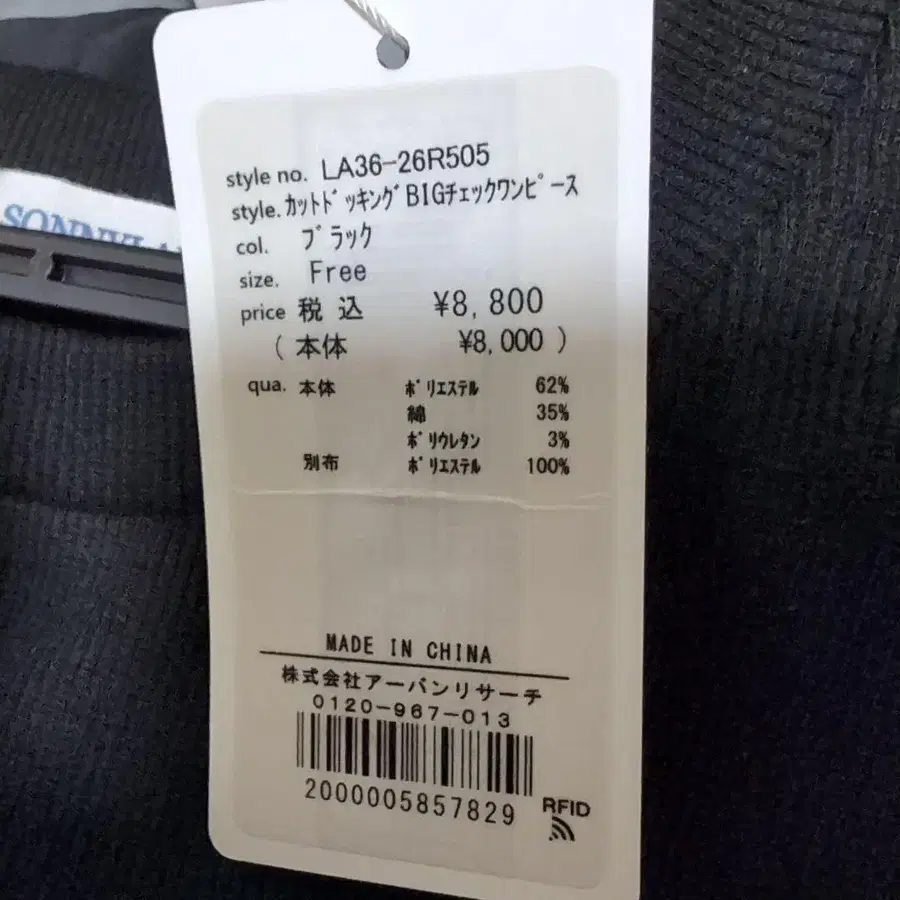 style no. LA36-26R505
style. ｶｯﾄﾄﾞｯｷﾝｸﾞBIGﾁｪｯｸﾜﾝﾋﾟｰｽ
col. ﾌﾞﾗｯｸ
size. Free
price 税込 ¥8,800
( 本体 ¥8,000 )
qua. 本体 ﾎﾟﾘｴｽﾃﾙ 62%
綿 35%
ﾎﾟﾘｳﾚﾀﾝ 3%
別布 ﾎﾟﾘｴｽﾃﾙ 100%
MADE IN CHINA
株式会社アーバンリサーチ
0120-967-013
2000005857829
RFID